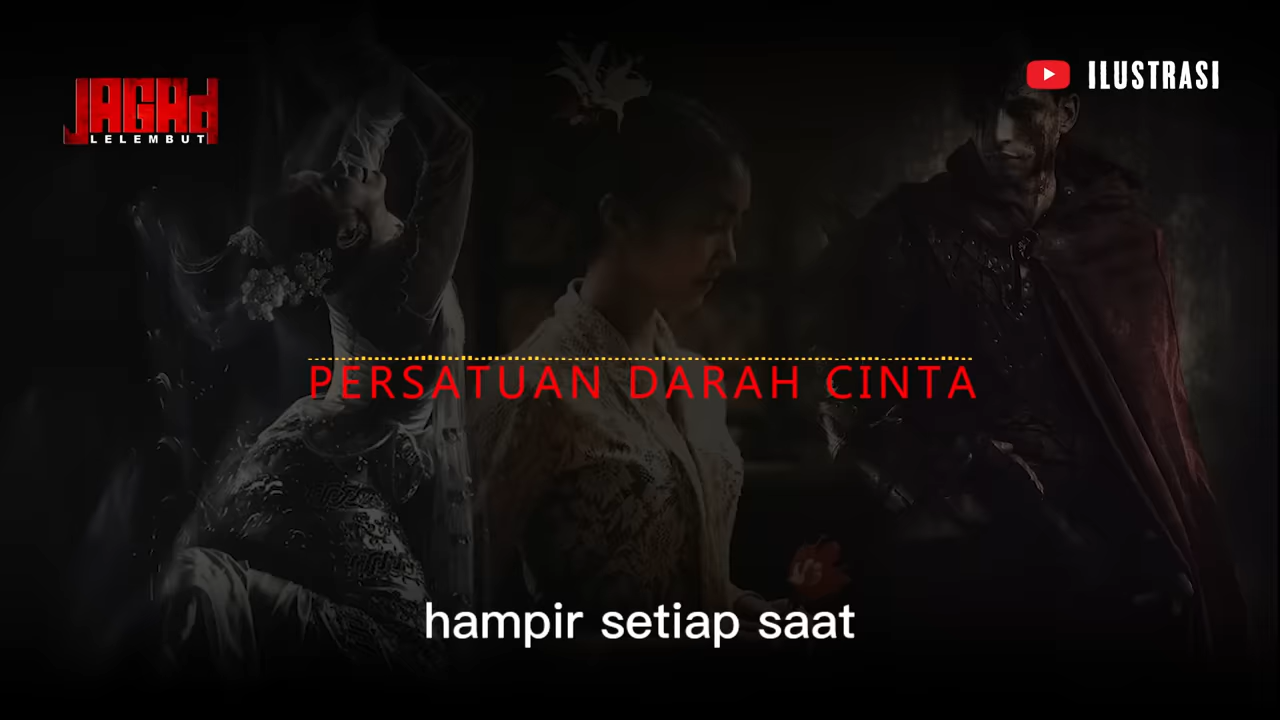 JAGAd
LELEMBUT
ILUSTRASI
PERSATUAN DARAH CINTA
hampir setiap saat